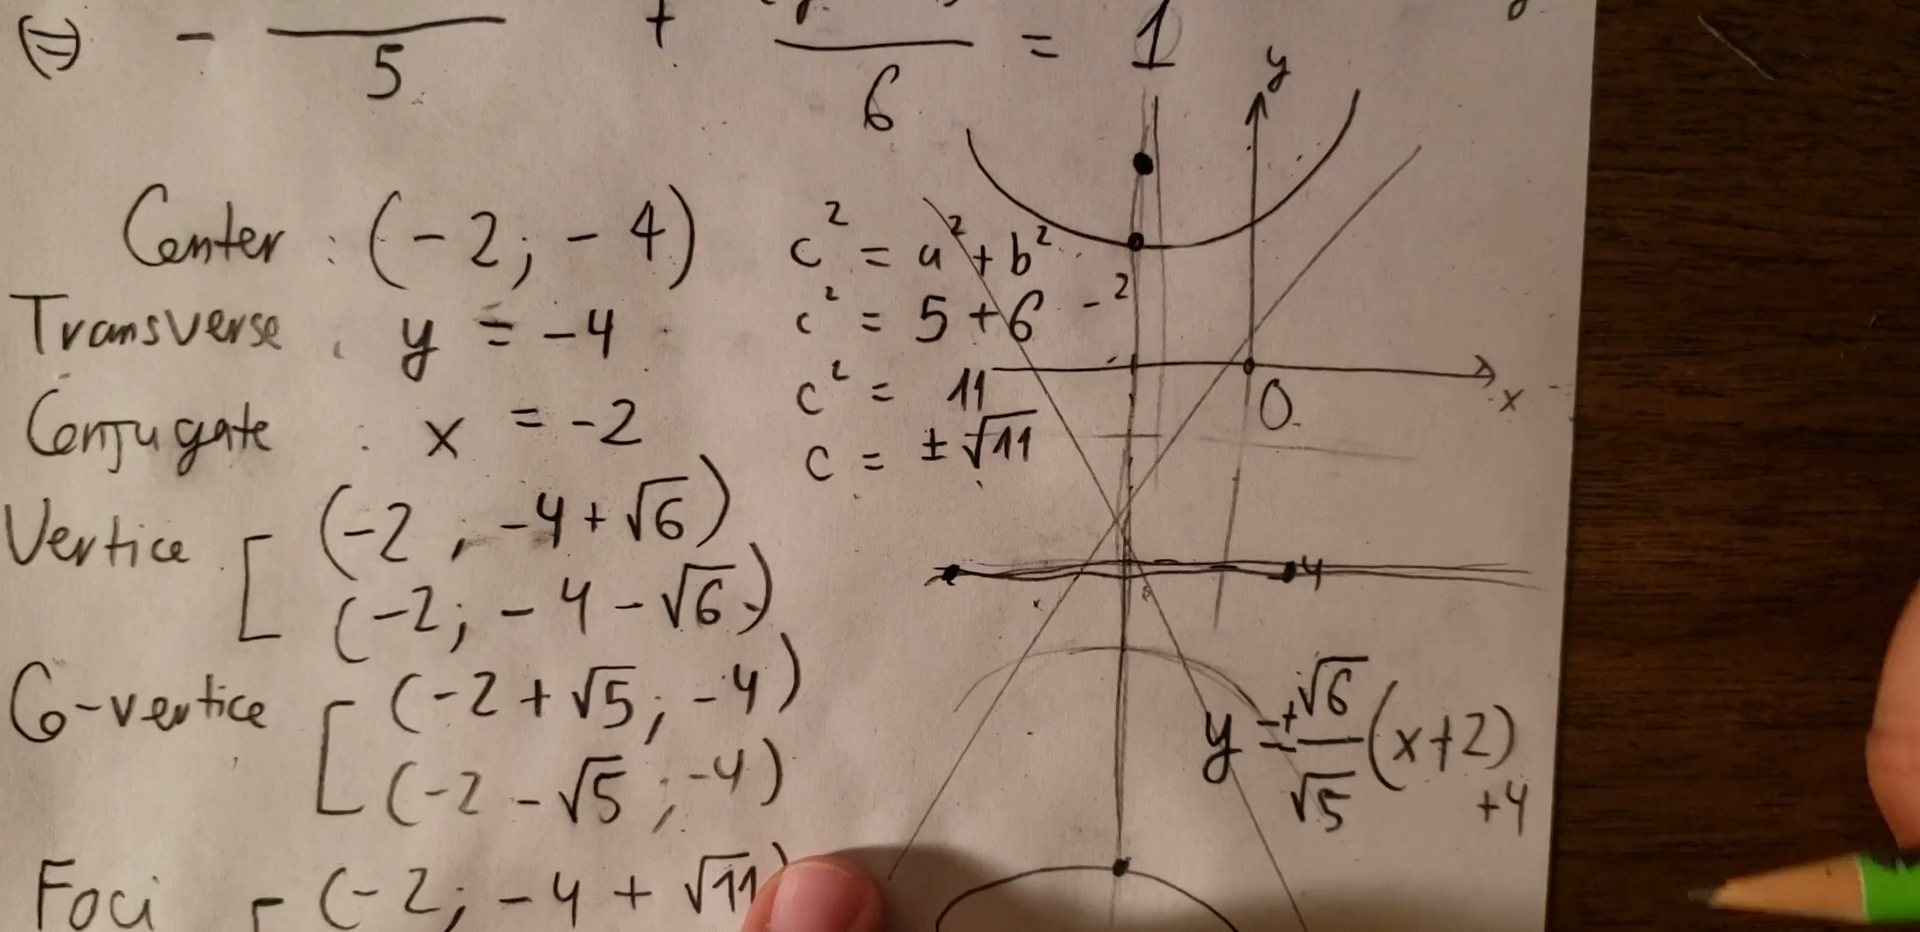 (=) - /5 + /6 = 1
y
Center : (-2; -4)
Transverse . y = -4
Conjugate . x = -2
Vertice [ (-2 ; -4+√6)
(-2; -4-√6)
Co-vertice [ (-2+√5; -4)
(-2-√5; -4)
Foci (-2; -4+√11)
c² = a² + b²
c² = 5+6
c² = 11
c = ±√11
-2
0
x
-4
y = ± √6/√5 (x+2)
+4